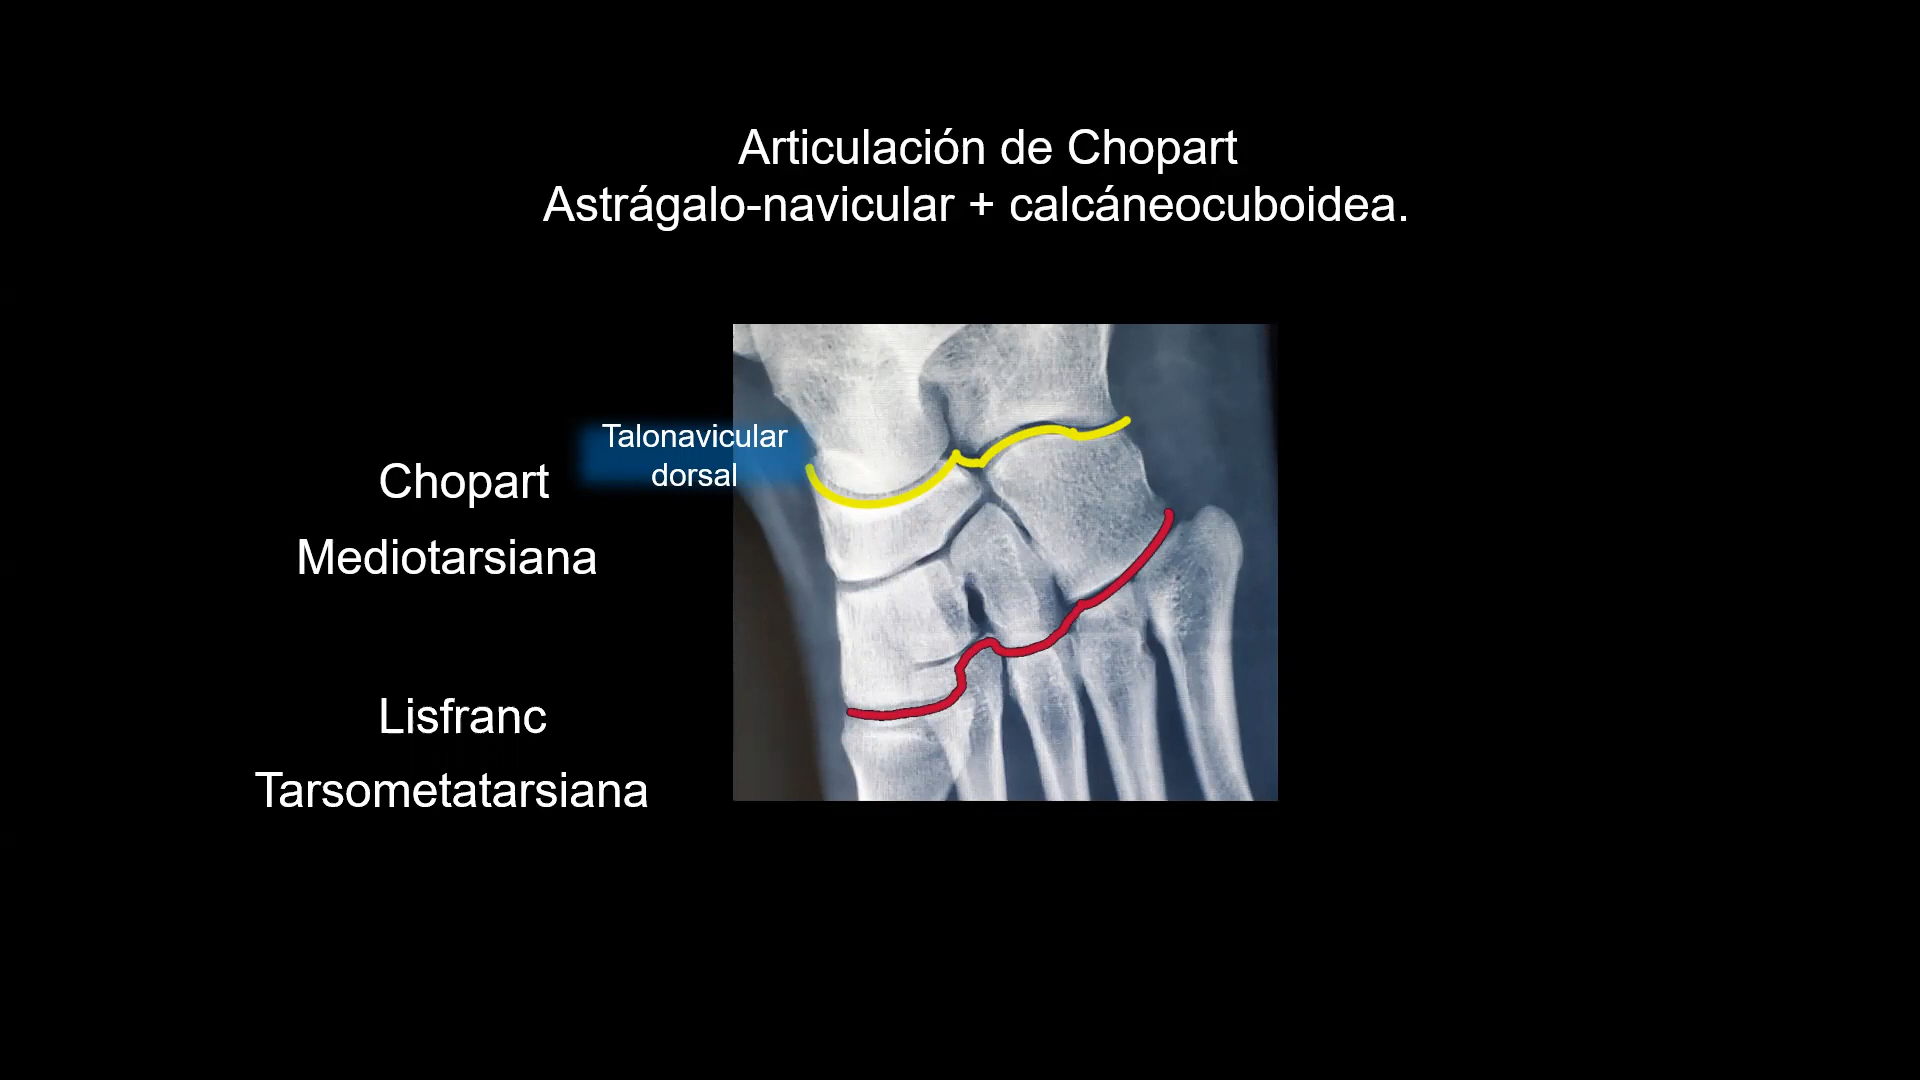 Articulación de Chopart
Astrágalo-navicular + calcáneocuboidea.
Talonavicular
dorsal
Chopart
Mediotarsiana
Lisfranc
Tarsometatarsiana